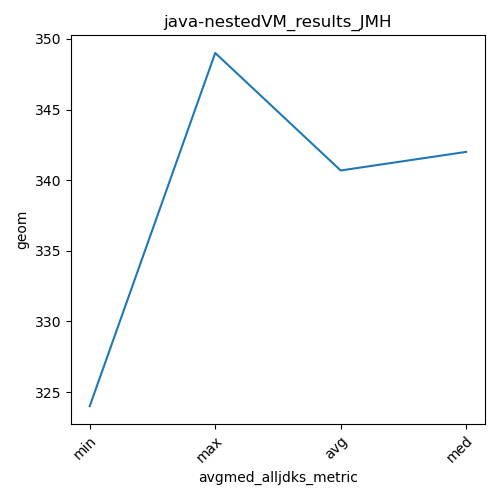 java-nestedVM_results_JMH
350
345
340
335
330
325
geom
min
max
avg
med
avgmed_alljdks_metric